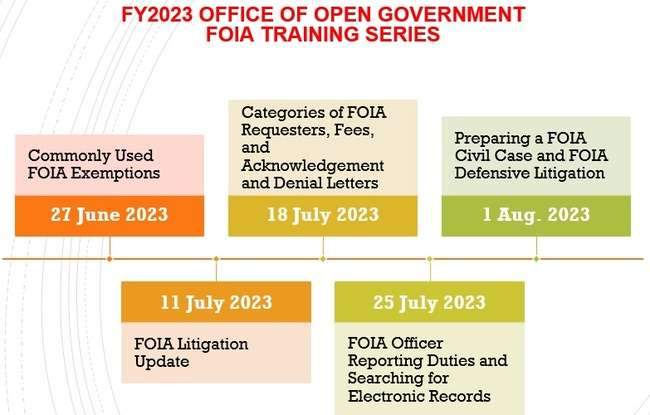 FY2023 OFFICE OF OPEN GOVERNMENT
FOIA TRAINING SERIES
Commonly Used
FOIA Exemptions
27 June 2023
11 July 2023
FOIA Litigation
Update
Categories of FOIA
Requesters, Fees,
and
Acknowledgement
and Denial Letters
18 July 2023
25 July 2023
FOIA Officer
Reporting Duties and
Searching for
Electronic Records
Preparing a FOIA
Civil Case and FOIA
Defensive Litigation
1 Aug. 2023